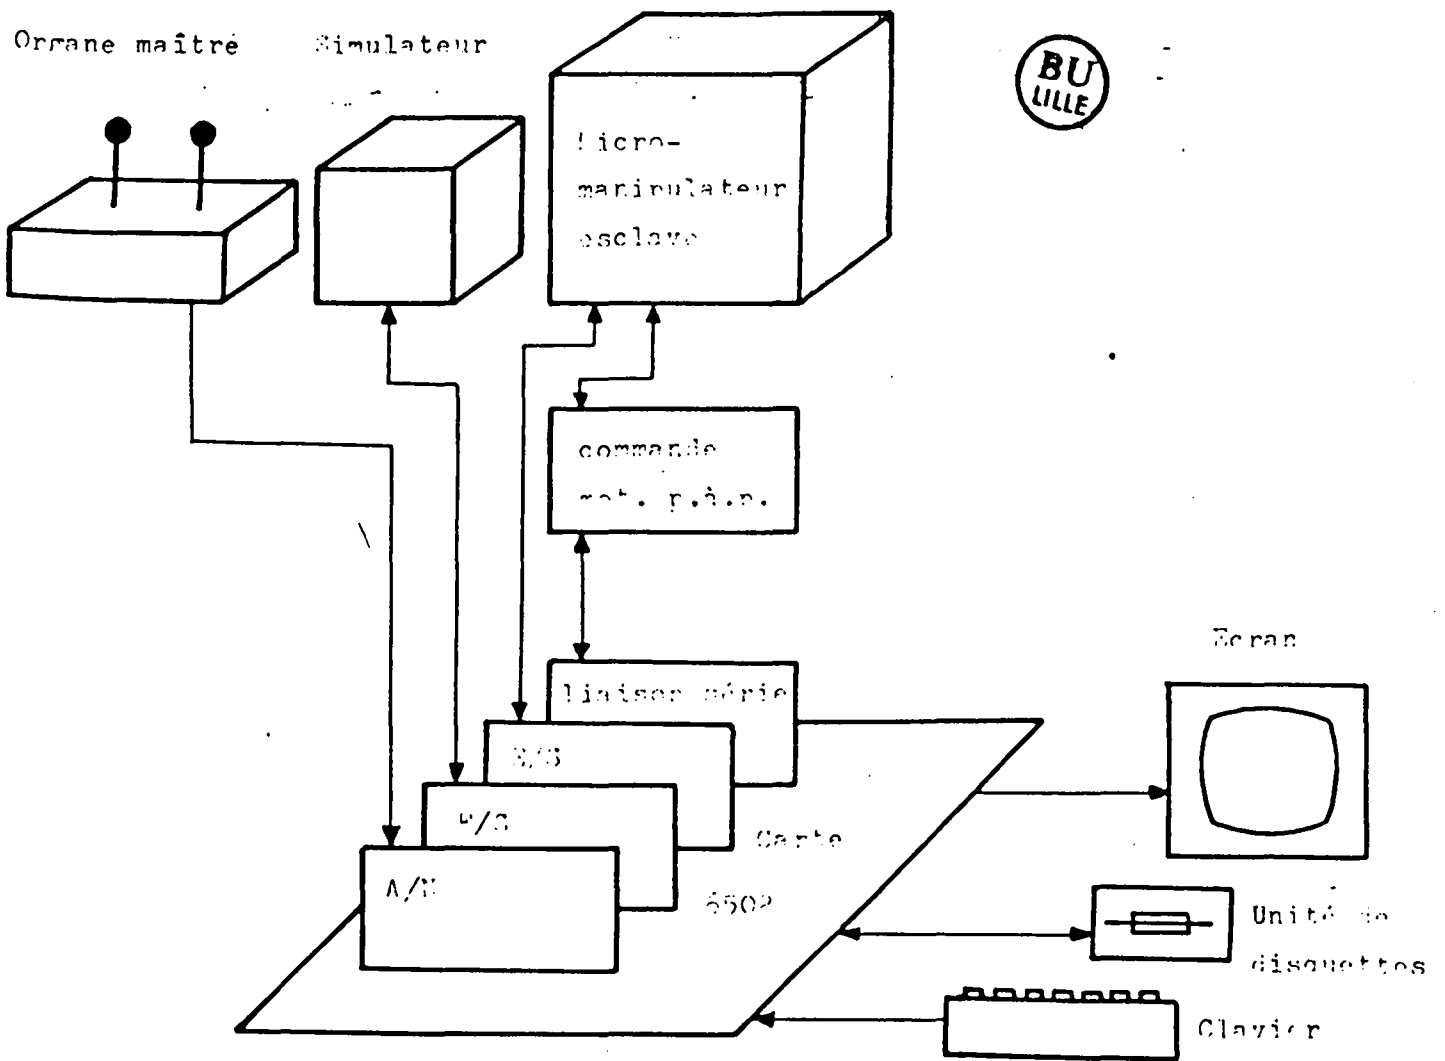 Organe maître
Simulateur
BU
LILLE
Micro-
manipulateur
esclave
commande
mot. p.à.p.
liaison série
E/S
E/S
A/N
Carte
6502
Ecran
Unité de
disquettes
Clavier